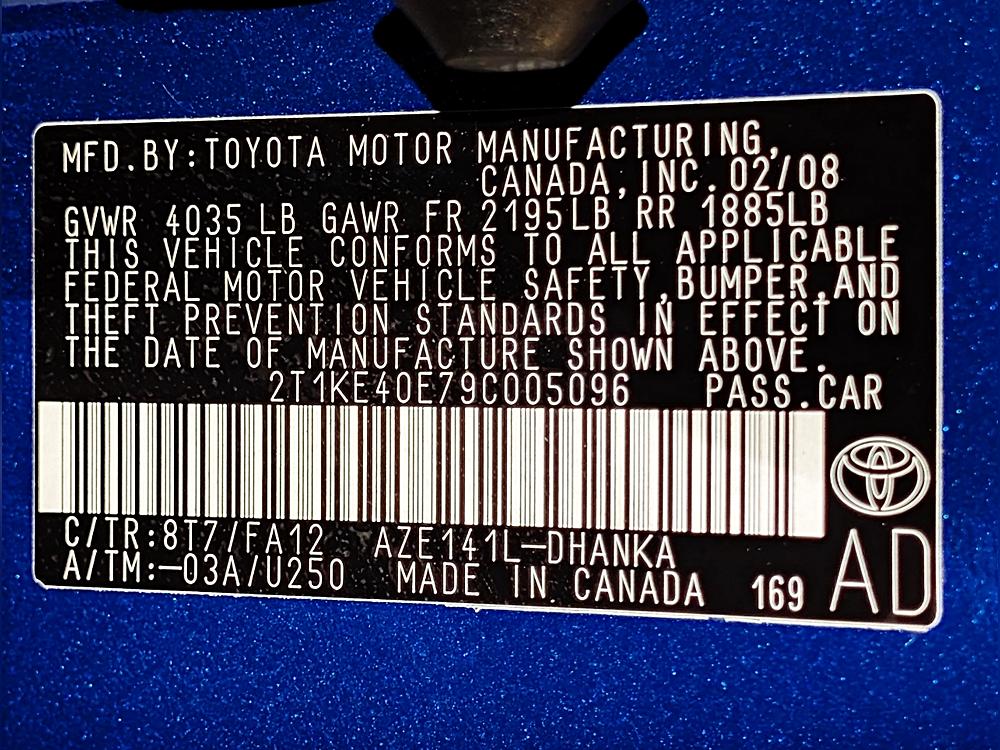 MFD.BY:TOYOTA MOTOR MANUFACTURING,
CANADA,INC. 02/08
GVWR 4035 LB GAWR FR 2195LB RR 1885LB
THIS VEHICLE CONFORMS TO ALL APPLICABLE
FEDERAL MOTOR VEHICLE SAFETY,BUMPER,AND
THEFT PREVENTION STANDARDS IN EFFECT ON
THE DATE OF MANUFACTURE SHOWN ABOVE.
2T1KE40E79C005096 PASS.CAR
C/TR:8T7/FA12 AZE141L-DHANKA
A/TM:-03A/U250 MADE IN CANADA 169 AD